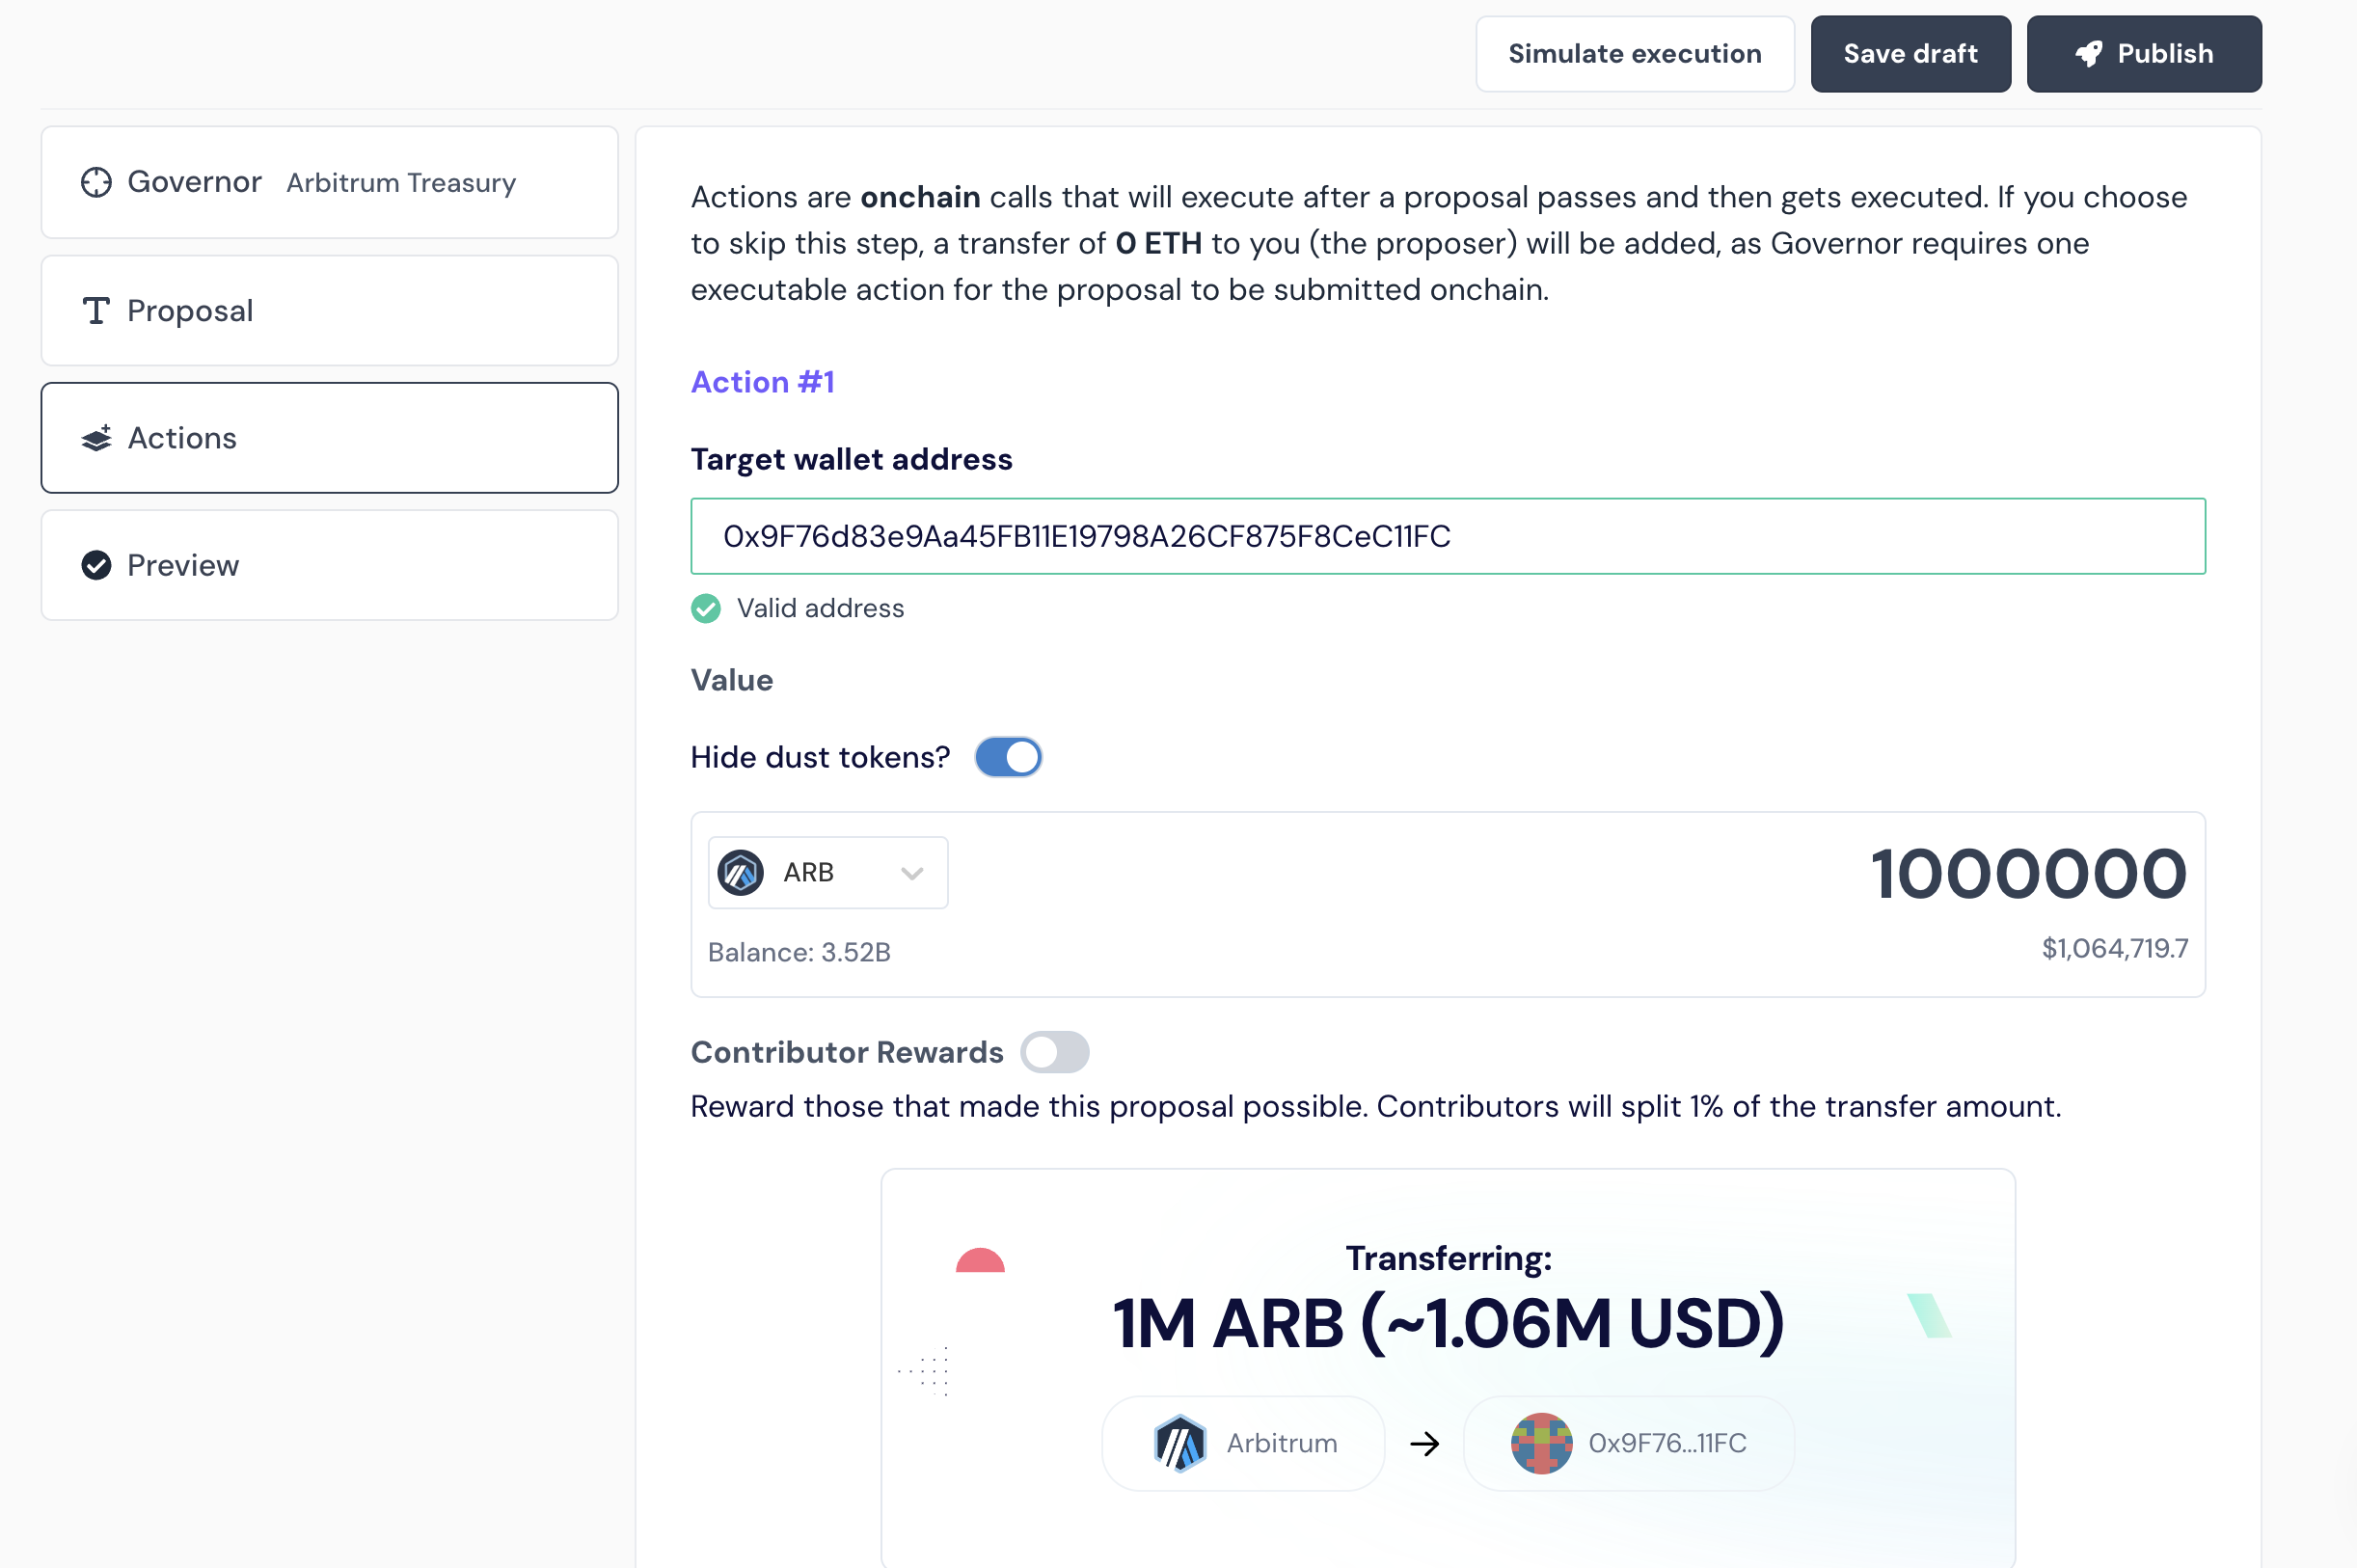 Simulate execution
Save draft
Publish
Governor Arbitrum Treasury
Proposal
Actions
Preview
Actions are onchain calls that will execute after a proposal passes and then gets executed. If you choose
to skip this step, a transfer of 0 ETH to you (the proposer) will be added, as Governor requires one
executable action for the proposal to be submitted onchain.
Action #1
Target wallet address
0x9F76d83e9Aa45FB11E19798A26CF875F8CeC11FC
Valid address
Value
Hide dust tokens?
ARB
1000000
Balance: 3.52B
$1,064,719.7
Contributor Rewards
Reward those that made this proposal possible. Contributors will split 1% of the transfer amount.
Transferring:
1M ARB (~1.06M USD)
Arbitrum
0x9F76...11FC